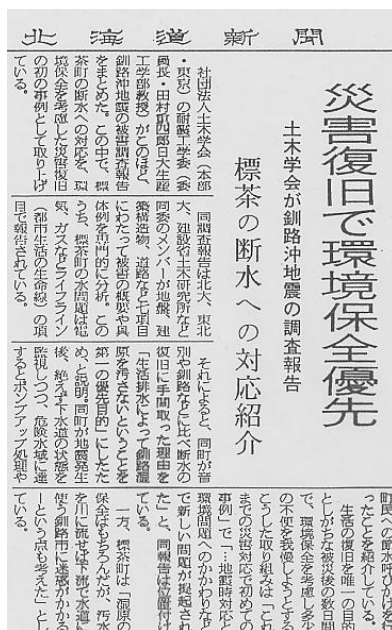 北海道新聞
災害復旧で環境保全優先
土木学会が釧路沖地震の調査報告
標茶の断水への対応紹介
社団法人土木学会(本部
・東京)の耐震工学委(委
員長・田村重四郎日大生産
工学部教授)がこのほど、
釧路沖地震の被害調査報告
をまとめた。この中で、標
茶町の断水への対応を、環
境保全を考慮した災害復旧
の初の事例として取り上げ
ている。
同調査報告は北大、東北
大、建設省土木研究所など
同委のメンバーが地盤、建
築構造物、道路など七項目
にわたって被害の概要や具
体例を専門的に分析。この
うち、標茶町の水問題は電
気、ガスなどライフライン
(都市生活の生命線)の項
目で報告されている。
それによると、同町が音
別や釧路などに比べ断水の
復旧に手間取った理由を
「生活排水によって釧路湿
原を汚さないということを
第一の優先目的」にしたた
め、と説明。同町が地震発生
後、絶えず下水道の状態を
監視しつつ、危険水域に達
するとポンプアップ処理や
町民への節水呼びかけを行
ったことを紹介している。
生活の復旧を唯一の目的
としがちな被災後の数日間
で、環境保全を考慮し多少
の不便を我慢しようとする
こうした取り組みは「これ
までの災害対応で初めての
事例」で「…地震時対応と
環境問題へのかかわりなど
で新しい問題が提起され
た」と、同報告は位置付け
ている。
一方、標茶町は「湿原の
保全はもちろんだが、汚水
を川に流せば下流で水道に
使う釧路市に迷惑がかかる
―という点も考えた」とし
ている。